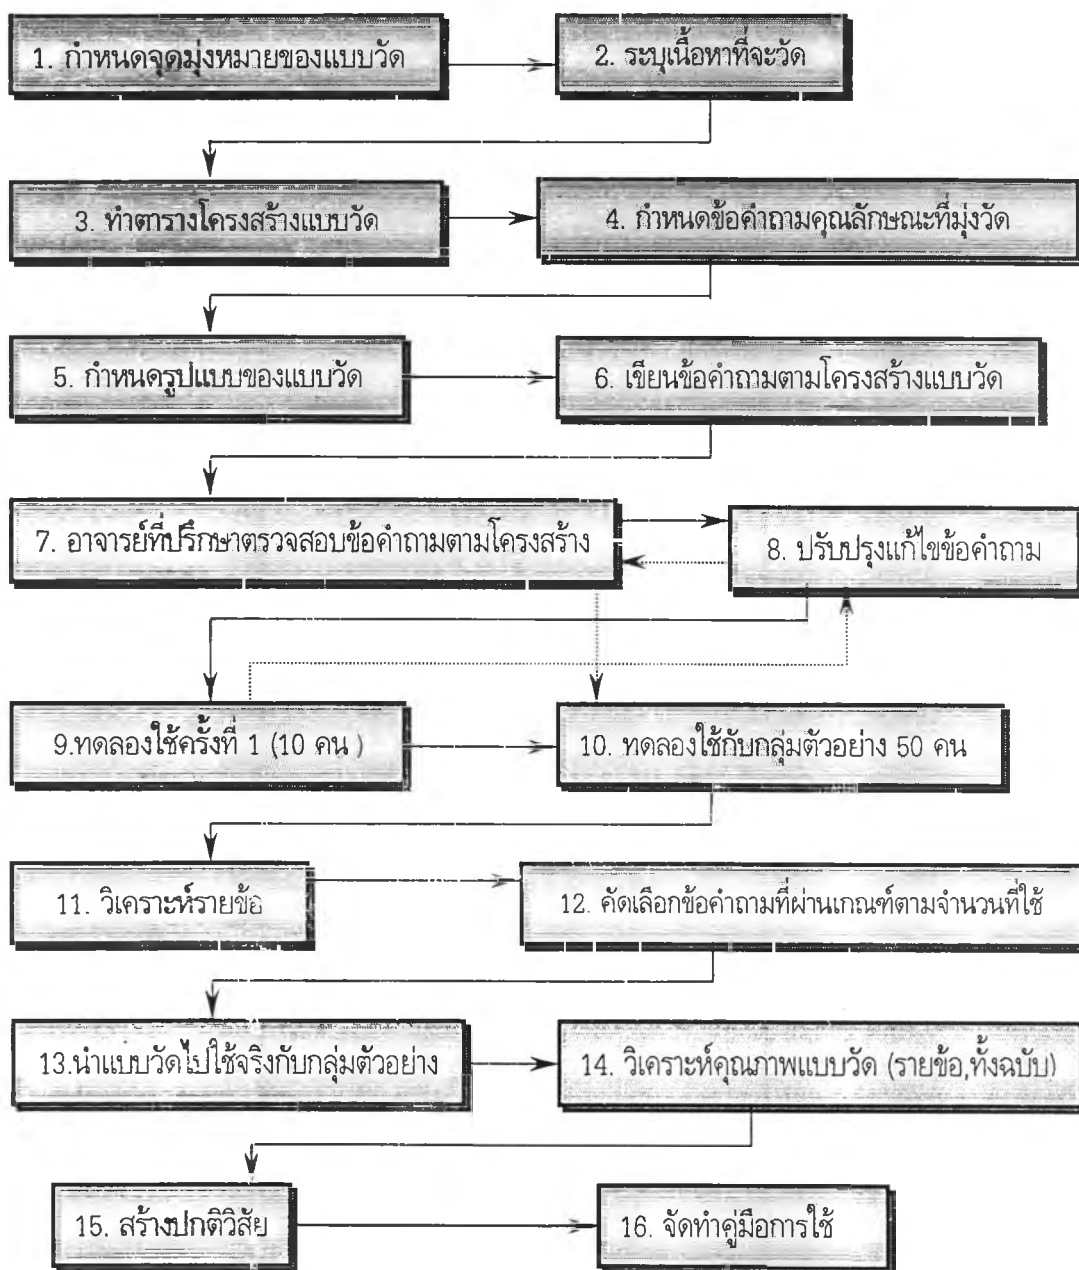 1. กำหนดจุดมุ่งหมายของแบบวัด
2. ระบุเนื้อหาที่จะวัด
3. ทำตารางโครงสร้างแบบวัด
4. กำหนดข้อคำถามคุณลักษณะที่มุ่งวัด
5. กำหนดรูปแบบของแบบวัด
6. เขียนข้อคำถามตามโครงสร้างแบบวัด
7. อาจารย์ที่ปรึกษาตรวจสอบข้อคำถามตามโครงสร้าง
8. ปรับปรุงแก้ไขข้อคำถาม
9.ทดลองใช้ครั้งที่ 1 (10 คน )
10. ทดลองใช้กับกลุ่มตัวอย่าง 50 คน
11. วิเคราะห์รายข้อ
12. คัดเลือกข้อคำถามที่ผ่านเกณฑ์ตามจำนวนที่ใช้
13.นำแบบวัดไปใช้จริงกับกลุ่มตัวอย่าง
14. วิเคราะห์คุณภาพแบบวัด (รายข้อ,ทั้งฉบับ)
15. สร้างปกติวิสัย
16. จัดทำคู่มือการใช้